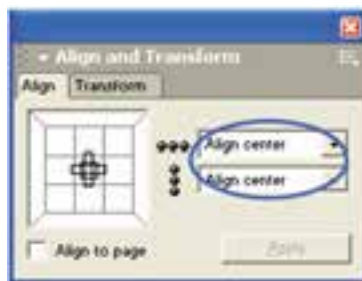 Align and Transform
Align Transform
Align center
Align center
Align to page Apply